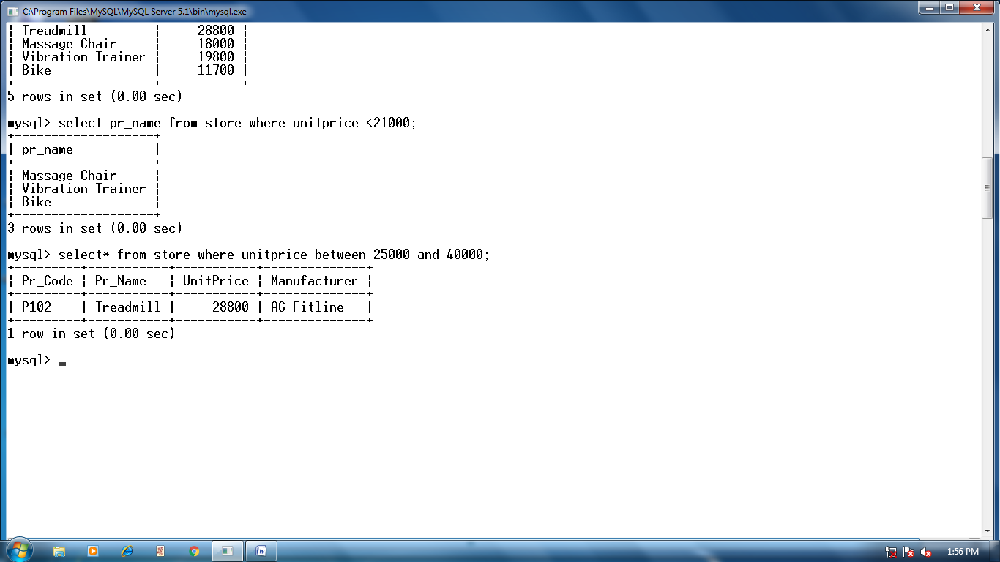 C:\Program Files\MySQL\MySQL Server 5.1\bin\mysql.exe
| Treadmill         |     28800 |
| Massage Chair     |     18000 |
| Vibration Trainer |     19800 |
| Bike              |     11700 |
+-------------------+-----------+
5 rows in set (0.00 sec)
mysql> select pr_name from store where unitprice <21000;
+-------------------+
| pr_name           |
+-------------------+
| Massage Chair     |
| Vibration Trainer |
| Bike              |
+-------------------+
3 rows in set (0.00 sec)
mysql> select* from store where unitprice between 25000 and 40000;
+---------+-----------+-----------+--------------+
| Pr_Code | Pr_Name   | UnitPrice | Manufacturer |
+---------+-----------+-----------+--------------+
| P102    | Treadmill |     28800 | AG Fitline   |
+---------+-----------+-----------+--------------+
1 row in set (0.00 sec)
mysql> _
1:56 PM